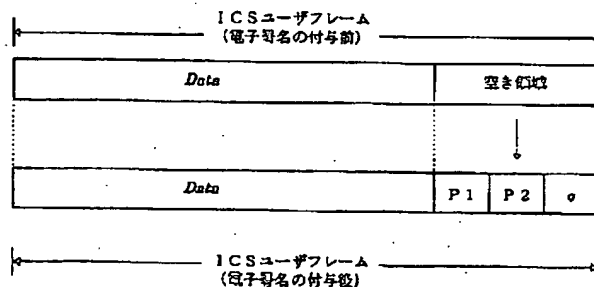 ICSユーザフレーム
(電子署名の付与前)
Data 空き領域
Data P1 P2 σ
ICSユーザフレーム
(電子署名の付与後)